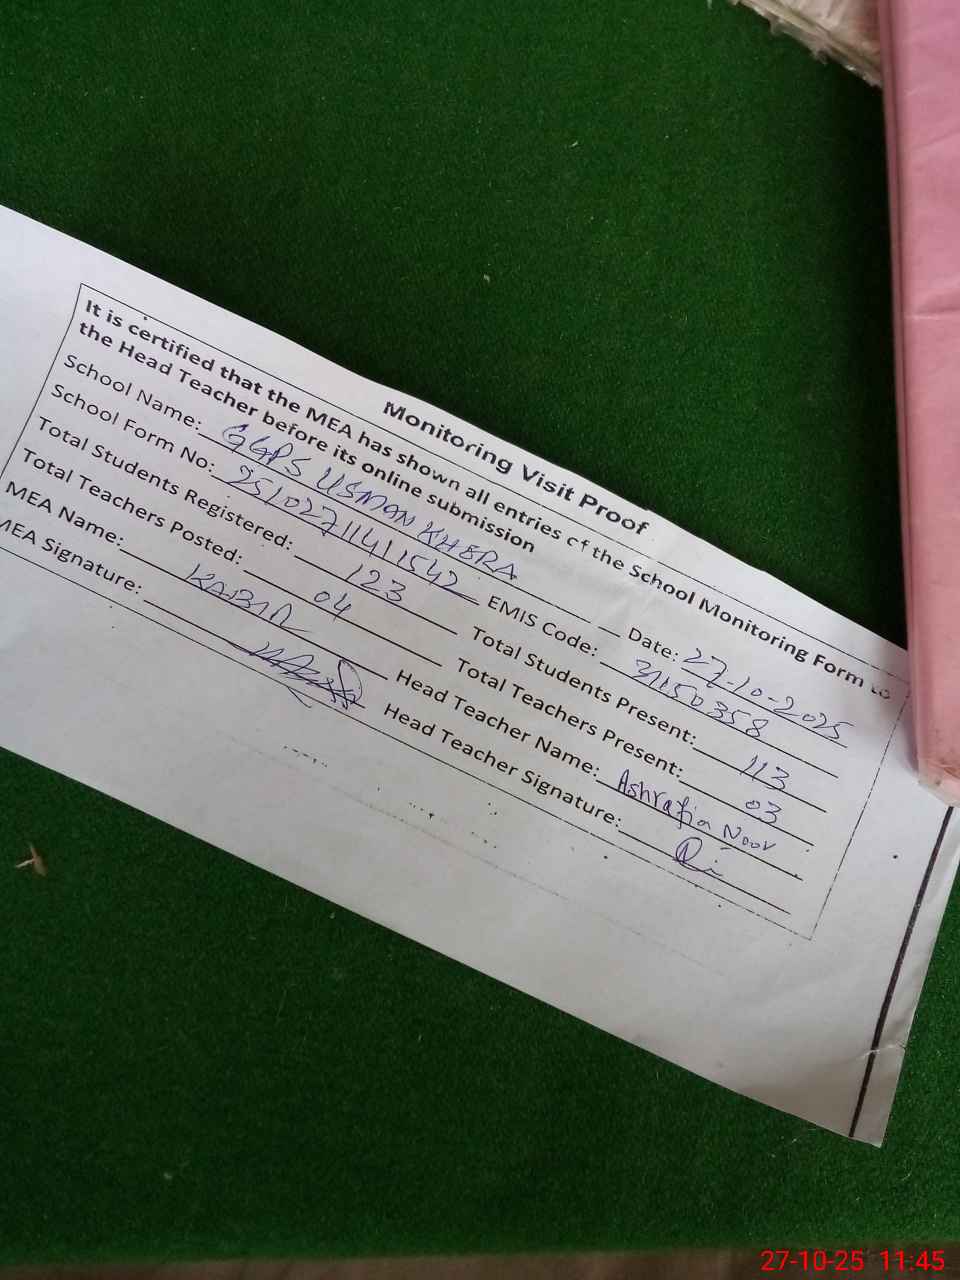 Monitoring Visit Proof
It is certified that the MEA has shown all entries of the School Monitoring Form to
the Head Teacher before its online submission
School Name: GGPS USMAN KHERA Date: 27-10-2025
School Form No: 25102711411542 EMIS Code: 31150358
Total Students Registered: 123 Total Students Present: 113
Total Teachers Posted: 04 Total Teachers Present: 03
MEA Name: KABIR Head Teacher Name: Ashrafia Noor
MEA Signature: Head Teacher Signature:
27-10-25 11:45